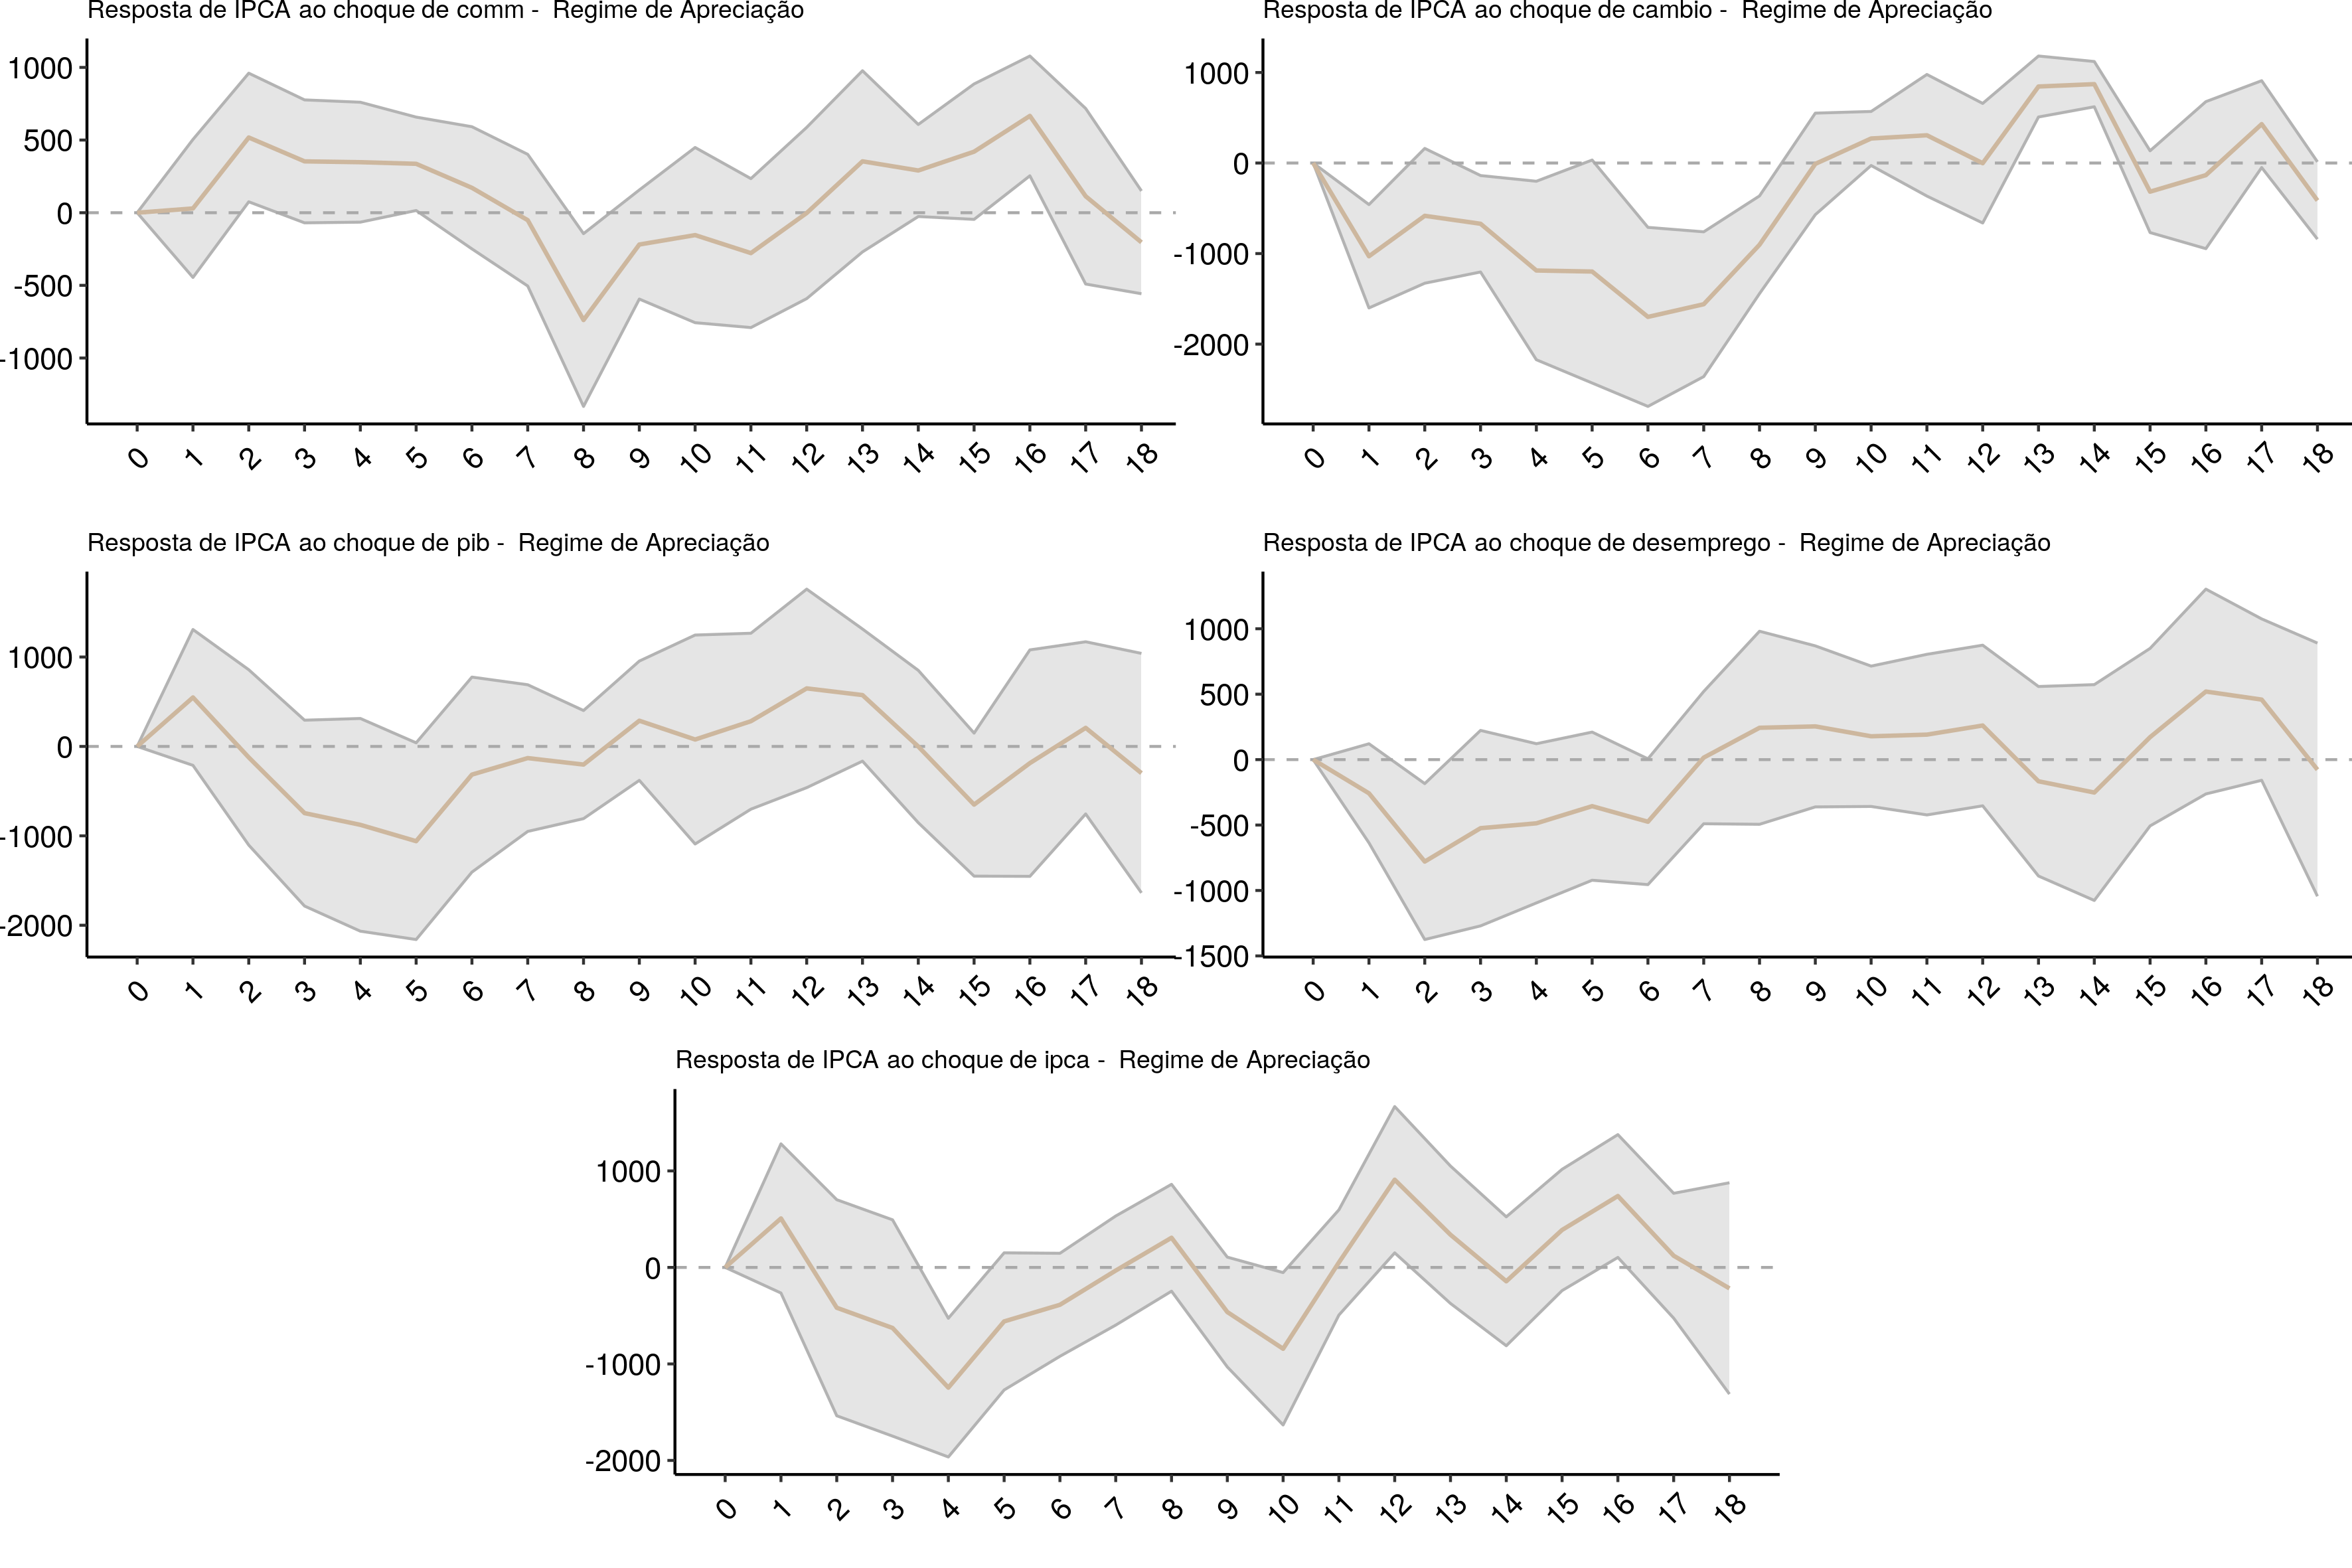 Resposta de IPCA ao choque de comm -  Regime de Apreciação
1000
500
0
-500
-1000
0 1 2 3 4 5 6 7 8 9 10 11 12 13 14 15 16 17 18
Resposta de IPCA ao choque de cambio -  Regime de Apreciação
1000
0
-1000
-2000
0 1 2 3 4 5 6 7 8 9 10 11 12 13 14 15 16 17 18
Resposta de IPCA ao choque de pib -  Regime de Apreciação
1000
0
-1000
-2000
0 1 2 3 4 5 6 7 8 9 10 11 12 13 14 15 16 17 18
Resposta de IPCA ao choque de desemprego -  Regime de Apreciação
1000
500
0
-500
-1000
-1500
0 1 2 3 4 5 6 7 8 9 10 11 12 13 14 15 16 17 18
Resposta de IPCA ao choque de ipca -  Regime de Apreciação
1000
0
-1000
-2000
0 1 2 3 4 5 6 7 8 9 10 11 12 13 14 15 16 17 18